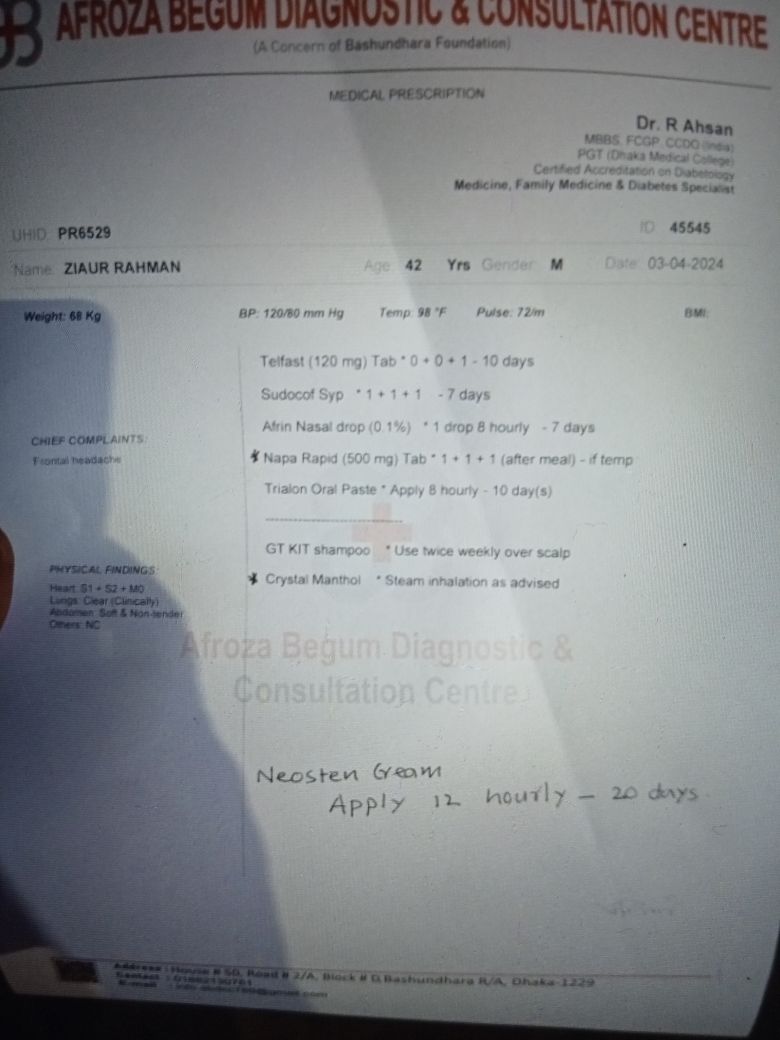 AFROZA BEGUM DIAGNOSTIC & CONSULTATION CENTRE
(A Concern of Bashundhara Foundation)
MEDICAL PRESCRIPTION
Dr. R Ahsan
MBBS, FCGP, CCDO (India)
PGT (Dhaka Medical College)
Certified Accreditation on Diabetology
Medicine, Family Medicine & Diabetes Specialist
UHID: PR6529 ID: 45545
Name: ZIAUR RAHMAN Age: 42 Yrs Gender: M Date: 03-04-2024
Weight: 68 Kg BP: 120/80 mm Hg Temp: 98 °F Pulse: 72/m BMI:
CHIEF COMPLAINTS:
Frontal headache
PHYSICAL FINDINGS:
Heart: S1 + S2 + M0
Lungs: Clear (Clinically)
Abdomen: Soft & Non-tender
Others: NC
Telfast (120 mg) Tab * 0 + 0 + 1 - 10 days
Sudocof Syp * 1 + 1 + 1 - 7 days
Afrin Nasal drop (0.1%) * 1 drop 8 hourly - 7 days
Napa Rapid (500 mg) Tab * 1 + 1 + 1 (after meal) - if temp
Trialon Oral Paste * Apply 8 hourly - 10 day(s)
GT KIT shampoo * Use twice weekly over scalp
Crystal Manthol * Steam inhalation as advised
Afroza Begum Diagnostic &
Consultation Centre
Neosten Cream
Apply 12 hourly - 20 days
Address : House # 50, Road # 2/A, Block # D Bashundhara R/A, Dhaka-1229
Contact :
E-mail :